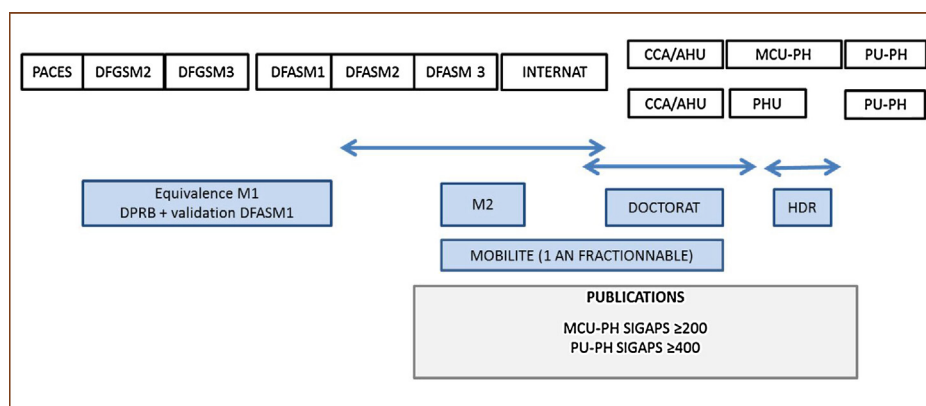 CCA/AHU MCU-PH PU-PH
PACES DFGSM2 DFGSM3 DFASM1 DFASM2 DFASM 3 INTERNAT
CCA/AHU PHU PU-PH
Equivalence M1
DPRB + validation DFASM1
M2
DOCTORAT
HDR
MOBILITE (1 AN FRACTIONNABLE)
PUBLICATIONS
MCU-PH SIGAPS ≥200
PU-PH SIGAPS ≥400